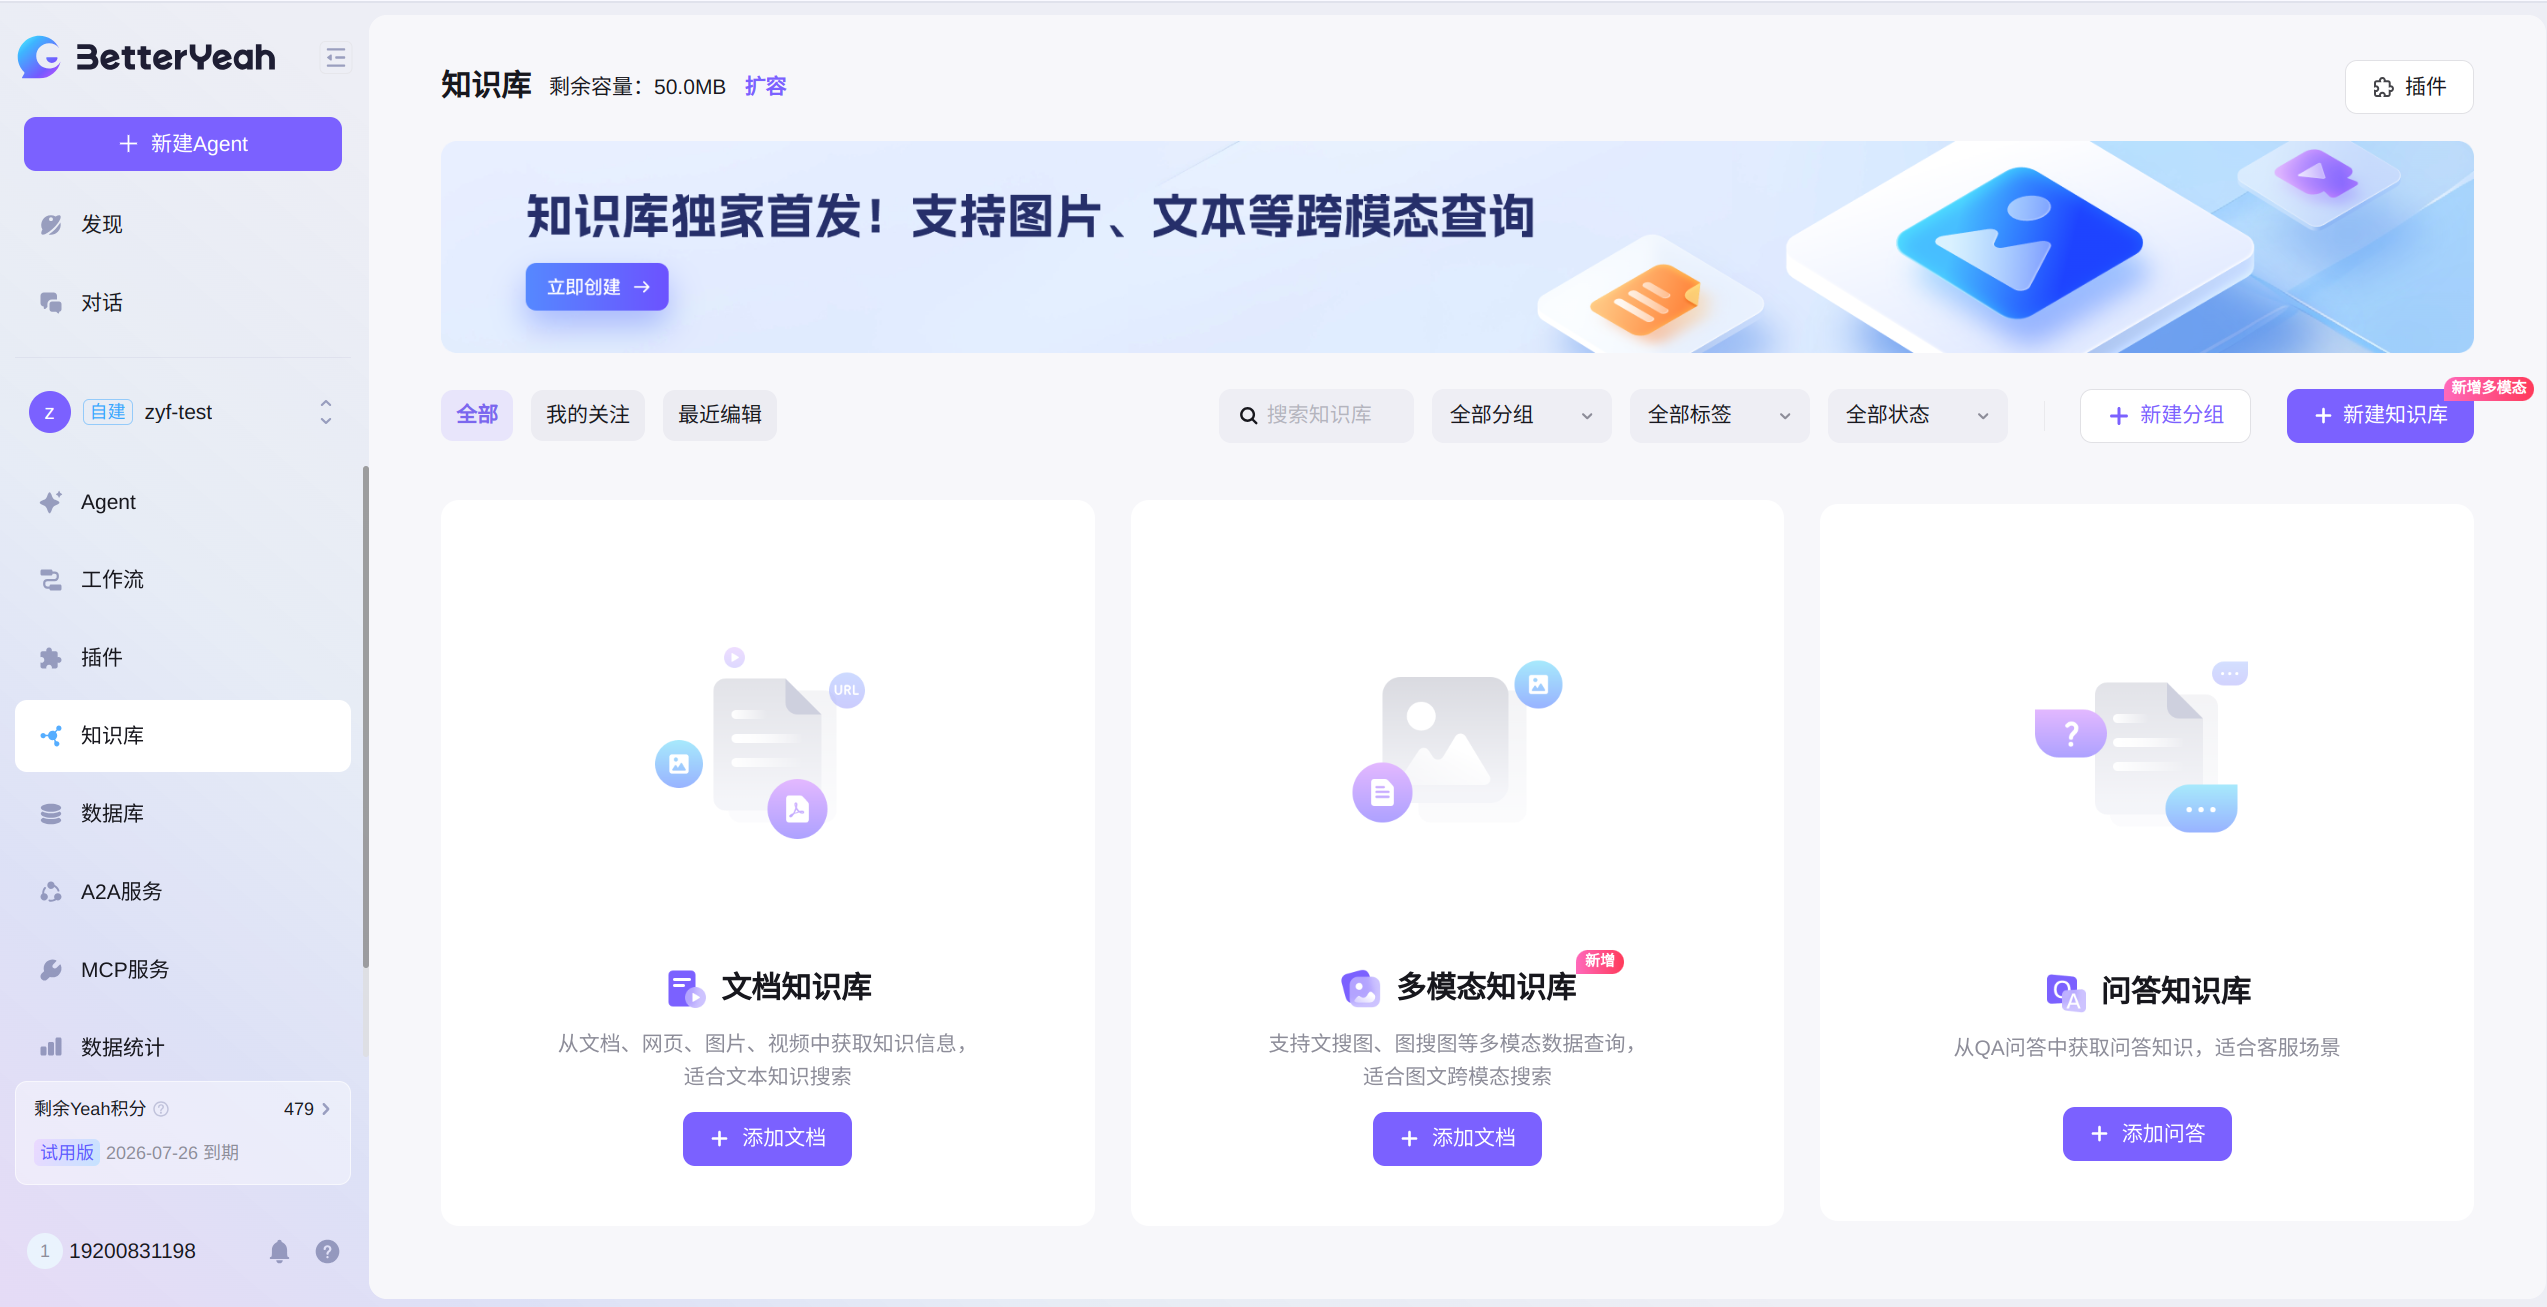 BetterYeah
新建Agent
发现
对话
z 自建 zyf-test
Agent
工作流
插件
知识库
数据库
A2A服务
MCP服务
数据统计
剩余Yeah积分 ? 479
试用版 2026-07-26 到期
1 19200831198 ?
知识库 剩余容量：50.0MB 扩容
插件
知识库独家首发！支持图片、文本等跨模态查询
立即创建
全部 我的关注 最近编辑
搜索知识库 全部分组 全部标签 全部状态 新建分组 新建知识库
新增多模态
URL
文档知识库
从文档、网页、图片、视频中获取知识信息，
适合文本知识搜索
添加文档
多模态知识库 新增
支持文搜图、图搜图等多模态数据查询，
适合图文跨模态搜索
添加文档
?
QA 问答知识库
从QA问答中获取问答知识，适合客服场景
添加问答